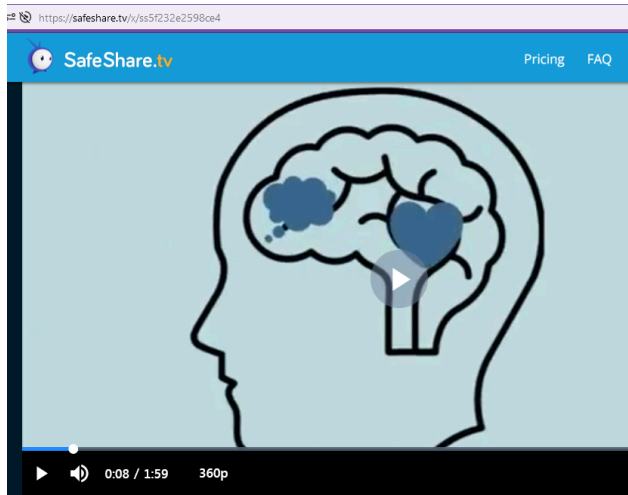 https://safeshare.tv/x/ss5f232e2598ce4
SafeShare.tv
Pricing FAQ
0:08 / 1:59 360p